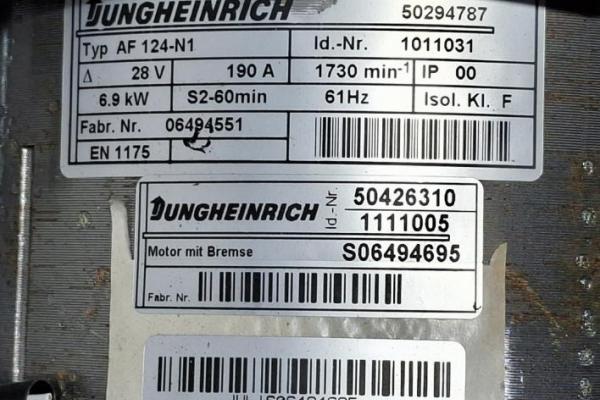 JUNGHEINRICH 50294787
Typ AF 124-N1 Id.-Nr. 1011031
Δ 28 V 190 A 1730 min-1 IP 00
6.9 kW S2-60min 61Hz Isol. Kl. F
Fabr. Nr. 06494551
EN 1175
JUNGHEINRICH Id.-Nr. 50426310
1111005
Motor mit Bremse S06494695
Fabr. Nr.